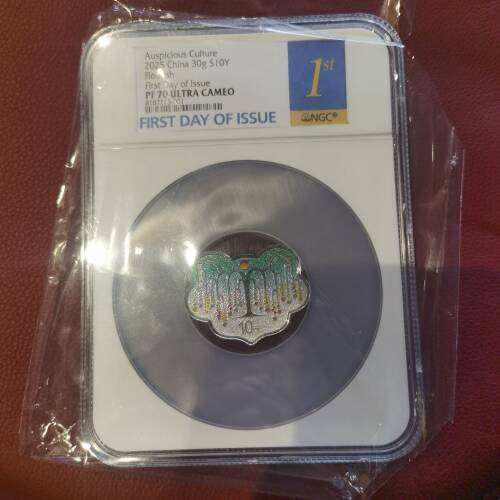 Auspicious Culture
2025 China 30g S10Y
Flourish
First Day of Issue
PF 70 ULTRA CAMEO
FIRST DAY OF ISSUE
1st
NGC®
10